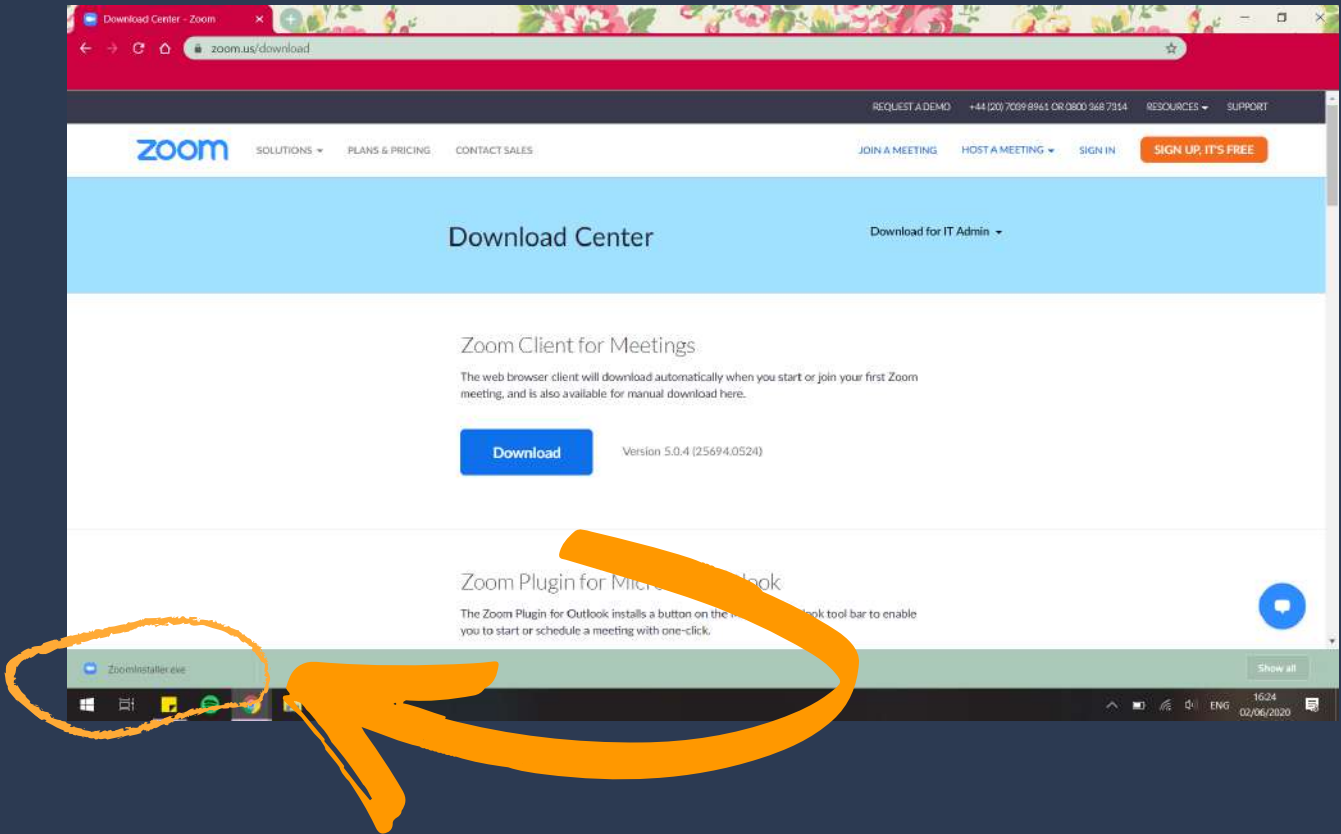 Download Center - Zoom
zoom.us/download
REQUEST A DEMO +44 (20) 7039 8961 OR 0800 368 7314 RESOURCES SUPPORT
zoom SOLUTIONS PLANS & PRICING CONTACT SALES JOIN A MEETING HOST A MEETING SIGN IN SIGN UP, IT'S FREE
Download Center Download for IT Admin
Zoom Client for Meetings
The web browser client will download automatically when you start or join your first Zoom
meeting, and is also available for manual download here.
Download Version 5.0.4 (25694.0524)
Zoom Plugin for
The Zoom Plugin for Outlook installs a button on the tool bar to enable
you to start or schedule a meeting with one-click.
ZoomInstaller.exe Show all
ENG 16:24
02/06/2020